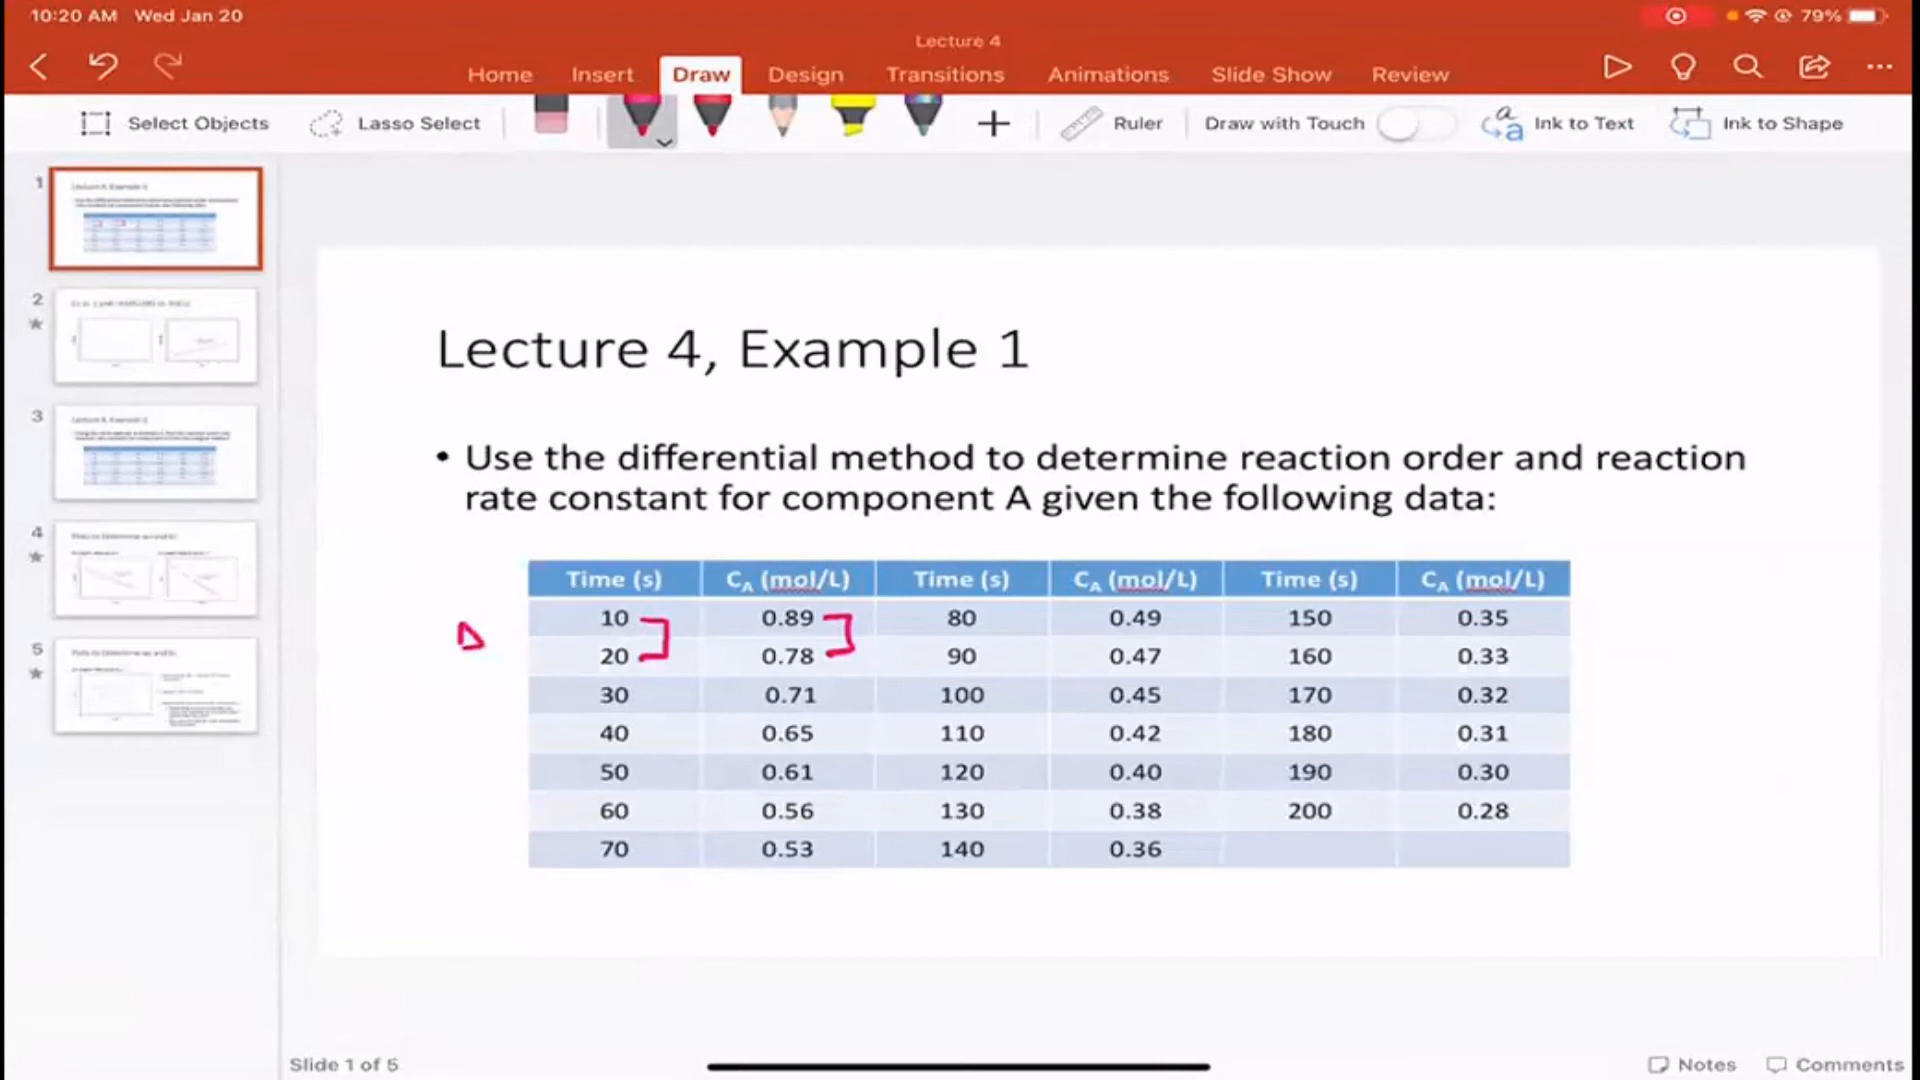 10:20 AM Wed Jan 20
79%
Lecture 4
Home Insert Draw Design Transitions Animations Slide Show Review
Select Objects Lasso Select Ruler Draw with Touch Ink to Text Ink to Shape
1
2
3
4
5
Lecture 4, Example 1
• Use the differential method to determine reaction order and reaction
rate constant for component A given the following data:
Time (s) CA (mol/L) Time (s) CA (mol/L) Time (s) CA (mol/L)
10 0.89 80 0.49 150 0.35
20 0.78 90 0.47 160 0.33
30 0.71 100 0.45 170 0.32
40 0.65 110 0.42 180 0.31
50 0.61 120 0.40 190 0.30
60 0.56 130 0.38 200 0.28
70 0.53 140 0.36
Δ
Slide 1 of 5
Notes Comments